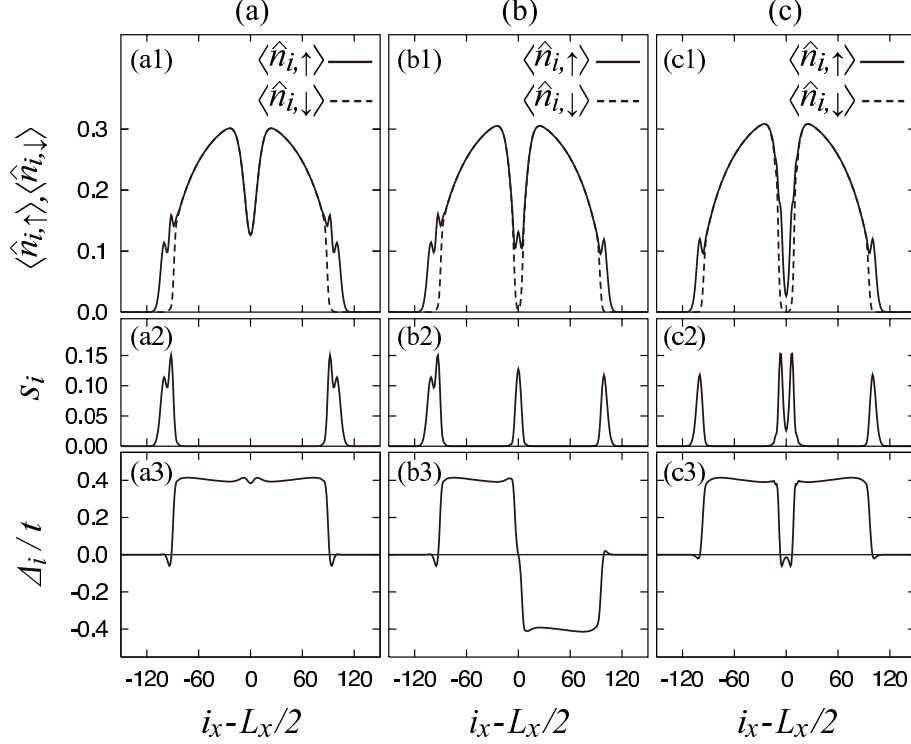 (a) (b) (c)
(a1) ⟨n̂i,↑⟩ ⟨n̂i,↓⟩
(b1) ⟨n̂i,↑⟩ ⟨n̂i,↓⟩
(c1) ⟨n̂i,↑⟩ ⟨n̂i,↓⟩
⟨n̂i,↑⟩,⟨n̂i,↓⟩
0.3
0.2
0.1
0.0
(a2) (b2) (c2)
si
0.15
0.10
0.05
0.00
(a3) (b3) (c3)
Δi/t
0.4
0.2
0.0
-0.2
-0.4
-120 -60 0 60 120 -120 -60 0 60 120 -120 -60 0 60 120
ix-Lx/2 ix-Lx/2 ix-Lx/2